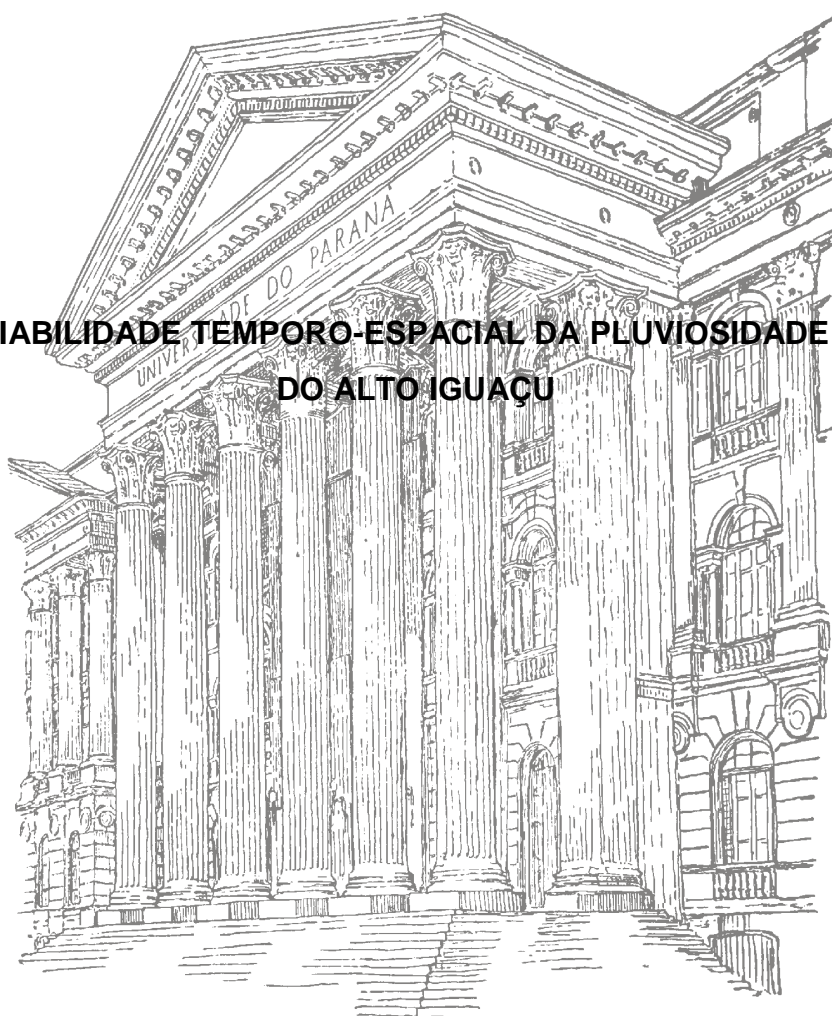 IABILIDADE TEMPORO-ESPACIAL DA PLUVIOSIDADE
DO ALTO IGUAÇU
UNIVERSIDADE DO PARANÁ